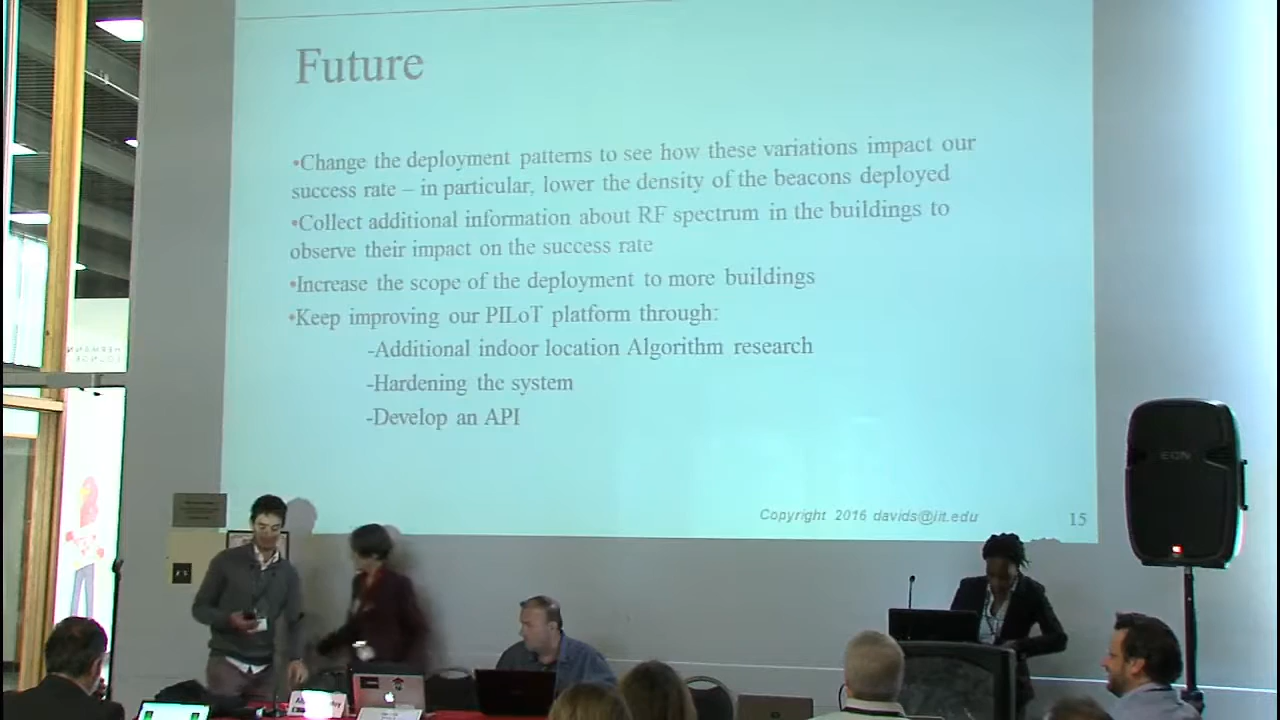 Future
•Change the deployment patterns to see how these variations impact our
success rate – in particular, lower the density of the beacons deployed
•Collect additional information about RF spectrum in the buildings to
observe their impact on the success rate
•Increase the scope of the deployment to more buildings
•Keep improving our PILoT platform through:
-Additional indoor location Algorithm research
-Hardening the system
-Develop an API
Copyright 2016 davids@iit.edu
15
EON
HERMANN
LOUNGE